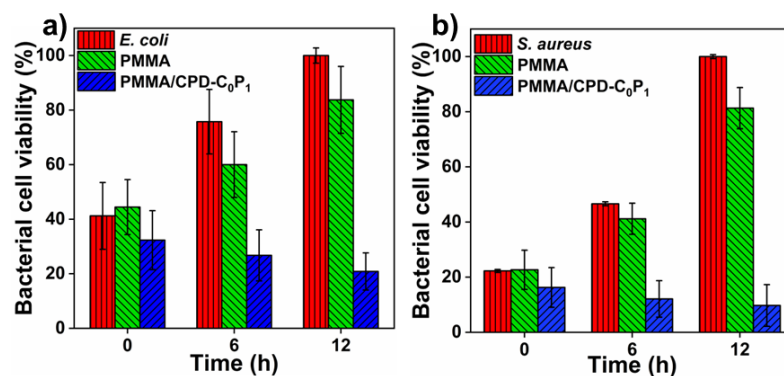 a)
E. coli
PMMA
PMMA/CPD-C₀P₁
Bacterial cell viability (%)
100
80
60
40
20
0
0 6 12
Time (h)
b)
S. aureus
PMMA
PMMA/CPD-C₀P₁
Bacterial cell viability (%)
100
80
60
40
20
0
0 6 12
Time (h)